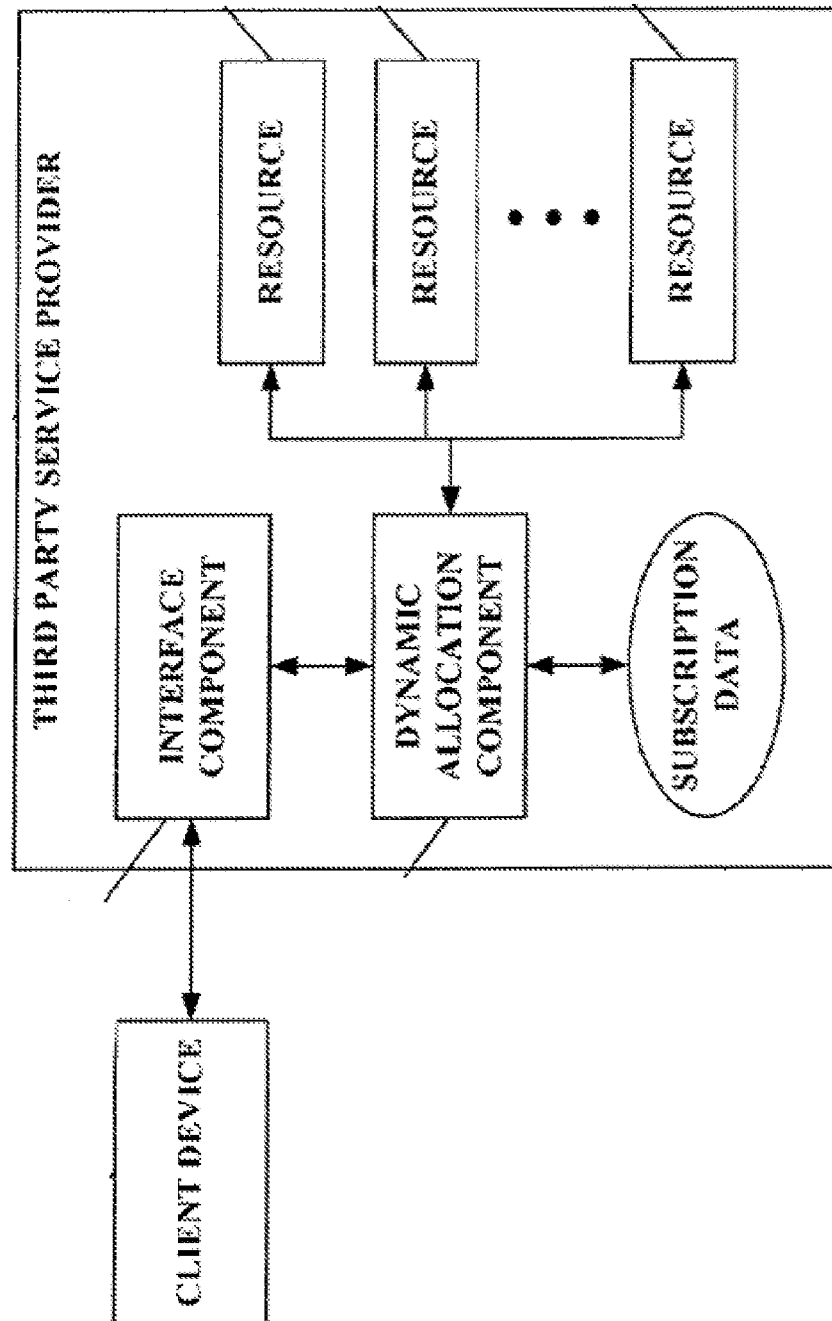 THIRD PARTY SERVICE PROVIDER
CLIENT DEVICE
INTERFACE
COMPONENT
RESOURCE
DYNAMIC
ALLOCATION
COMPONENT
RESOURCE
SUBSCRIPTION
DATA
RESOURCE